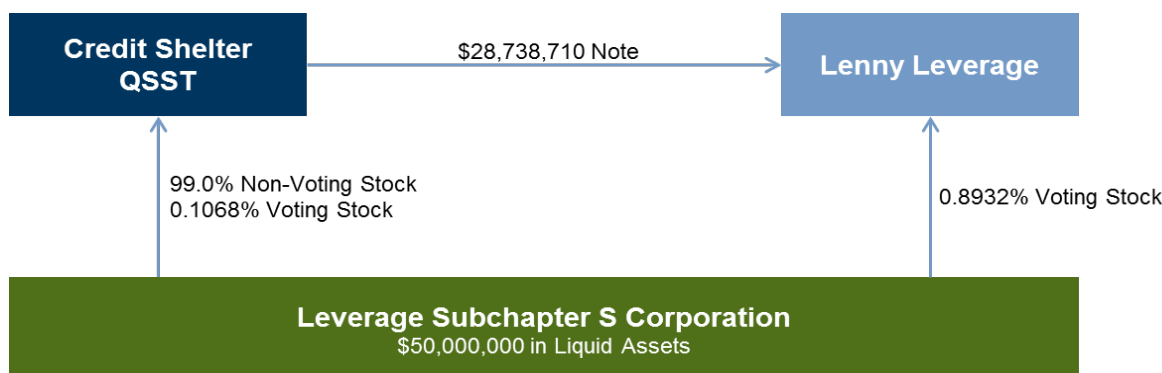 Credit Shelter
QSST
$28,738,710 Note
Lenny Leverage
99.0% Non-Voting Stock
0.1068% Voting Stock
0.8932% Voting Stock
Leverage Subchapter S Corporation
$50,000,000 in Liquid Assets